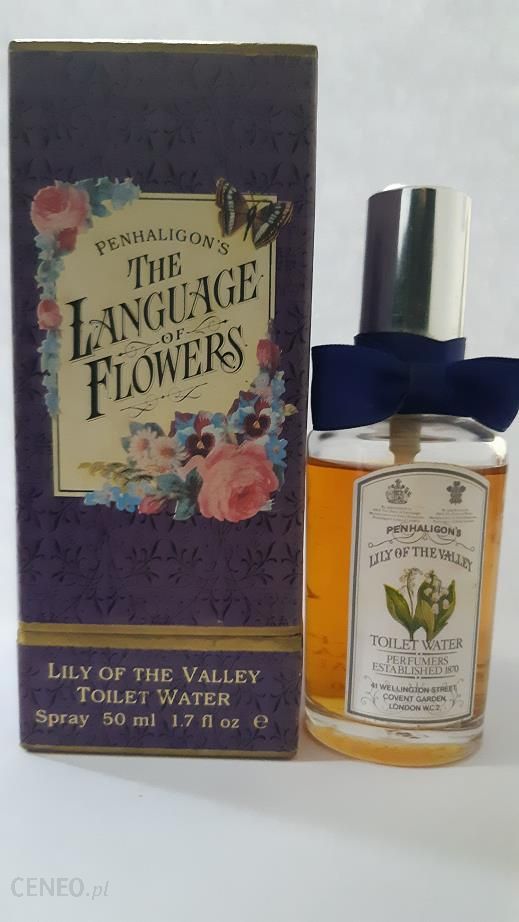 PENHALIGON'S
THE
LANGUAGE
OF
FLOWERS
LILY OF THE VALLEY
TOILET WATER
Spray 50 ml 1.7 fl oz e
PENHALIGON'S
LILY OF THE VALLEY
TOILET WATER
PERFUMERS
ESTABLISHED 1870
41 WELLINGTON STREET
COVENT GARDEN
LONDON W.C.2.
CENEO.pl